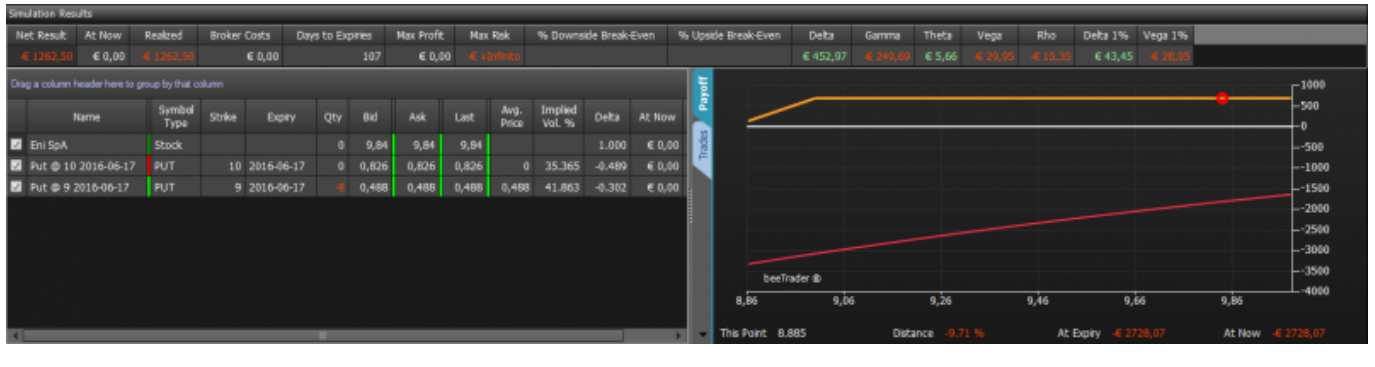 Simulation Results
Net Result At Now Realized Broker Costs Days to Expiries Max Profit Max Risk % Downside Break-Even % Upside Break-Even Delta Gamma Theta Vega Rho Delta 1% Vega 1%
-€ 1262,50 € 0,00 -€ 1262,50 € 0,00 107 € 0,00 -€ +Infinito € 452,97 -€ 249,69 € 5,66 -€ 29,95 -€ 15,35 € 43,45 -€ 28,05
Drag a column header here to group by that column
Name Symbol Type Strike Expiry Qty Bid Ask Last Avg. Price Implied Vol. % Delta At Now
Eni SpA Stock 0 9,84 9,84 9,84 1.000 € 0,00
Put @ 10 2016-06-17 PUT 10 2016-06-17 0 0,826 0,826 0,826 0 35.365 -0.489 € 0,00
Put @ 9 2016-06-17 PUT 9 2016-06-17 0,488 0,488 0,488 0,488 41.863 -0.302 € 0,00
Payoff
Trades
1000
500
0
-500
-1000
-1500
-2000
-2500
-3000
-3500
-4000
beeTrader ®
8,86 9,06 9,26 9,46 9,66 9,86
This Point 8.885 Distance -9.71 % At Expiry -€ 2728,07 At Now -€ 2728,07